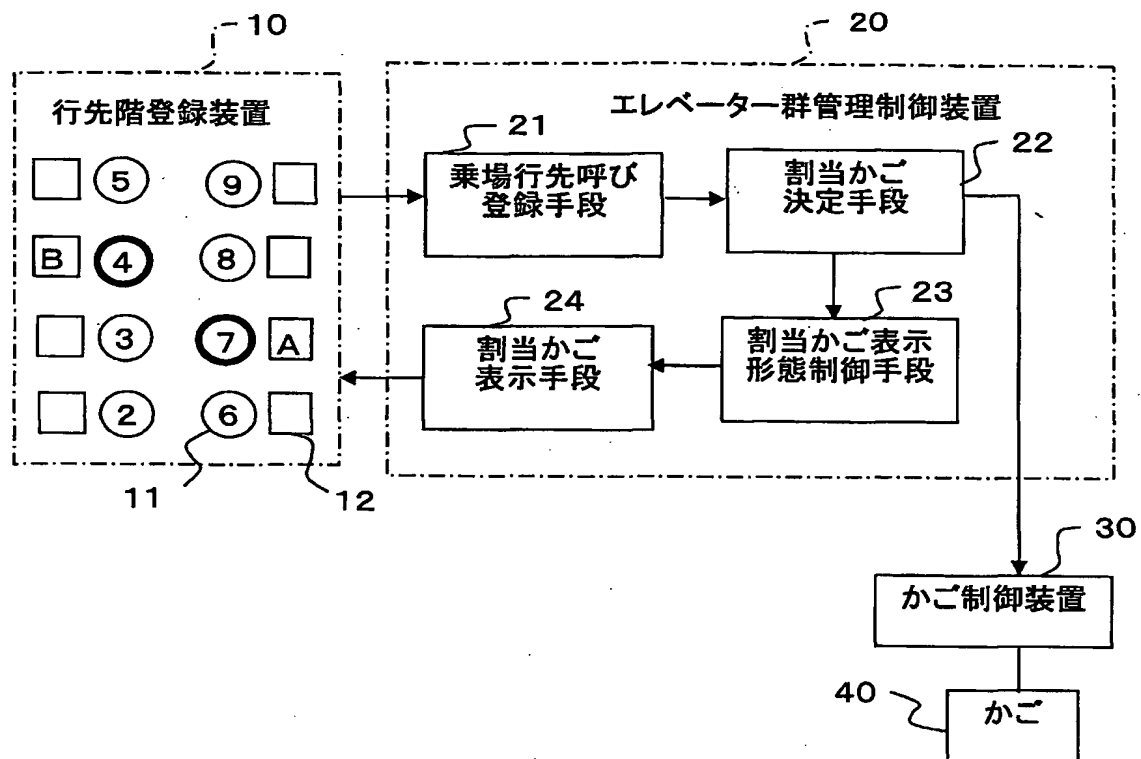 10
20
行先階登録装置
5 9
B 4 8
3 7 A
2 6
11
12
エレベーター群管理制御装置
21
乗場行先呼び
登録手段
22
割当かご
決定手段
24
割当かご
表示手段
23
割当かご表示
形態制御手段
30
かご制御装置
40
かご